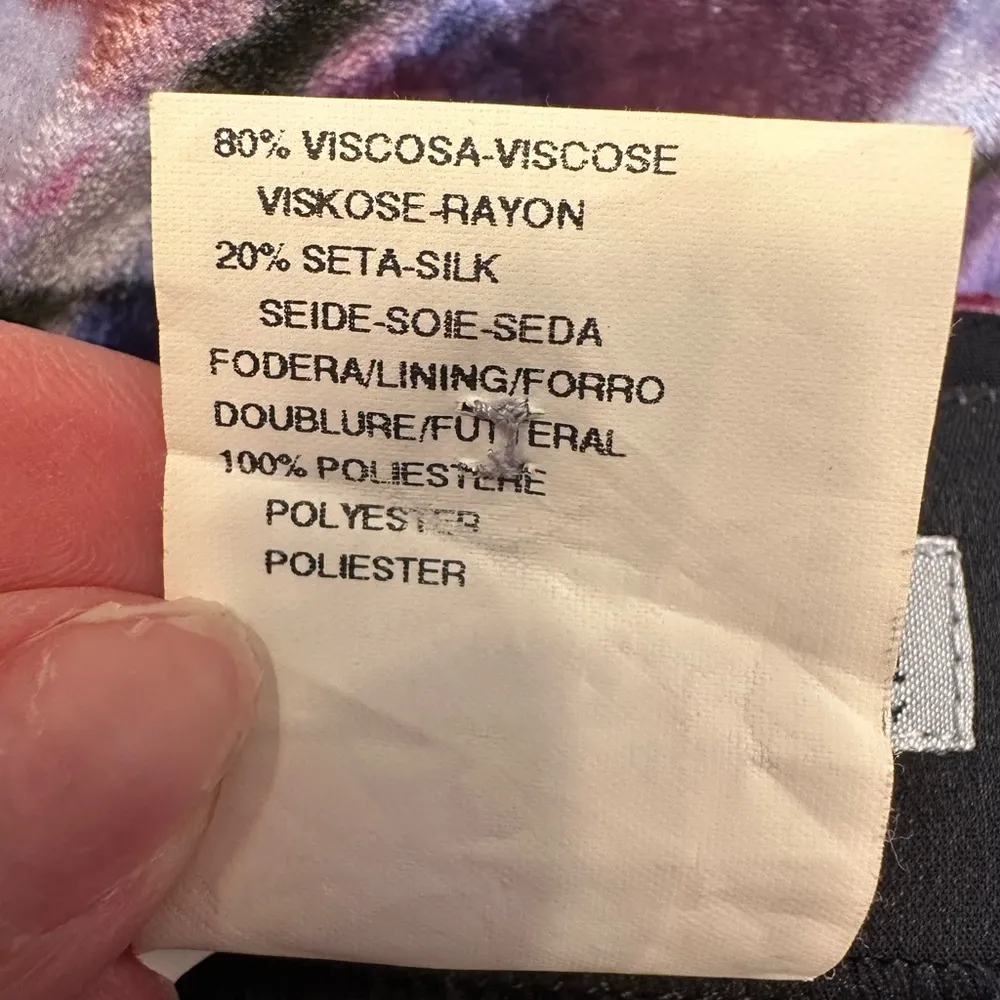 80% VISCOSA-VISCOSE
VISKOSE-RAYON
20% SETA-SILK
SEIDE-SOIE-SEDA
FODERA/LINING/FORRO
DOUBLURE/FUTTERAL
100% POLIESTERE
POLYESTER
POLIESTER